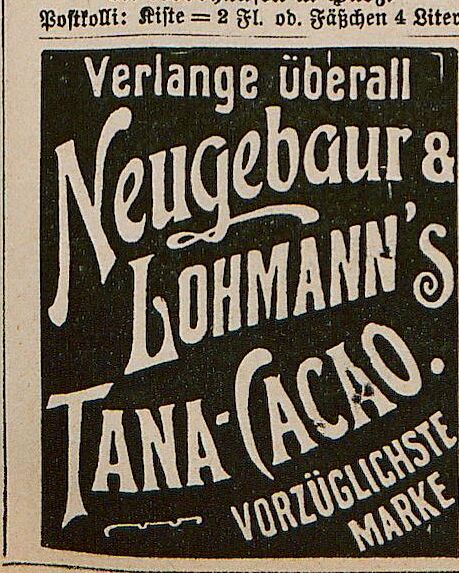 Postkolli: Kiste = 2 Fl. od. Fäßchen 4 Liter
Verlange überall
Neugebaur &
LOHMANN'S
TANA-CACAO.
VORZÜGLICHSTE
MARKE